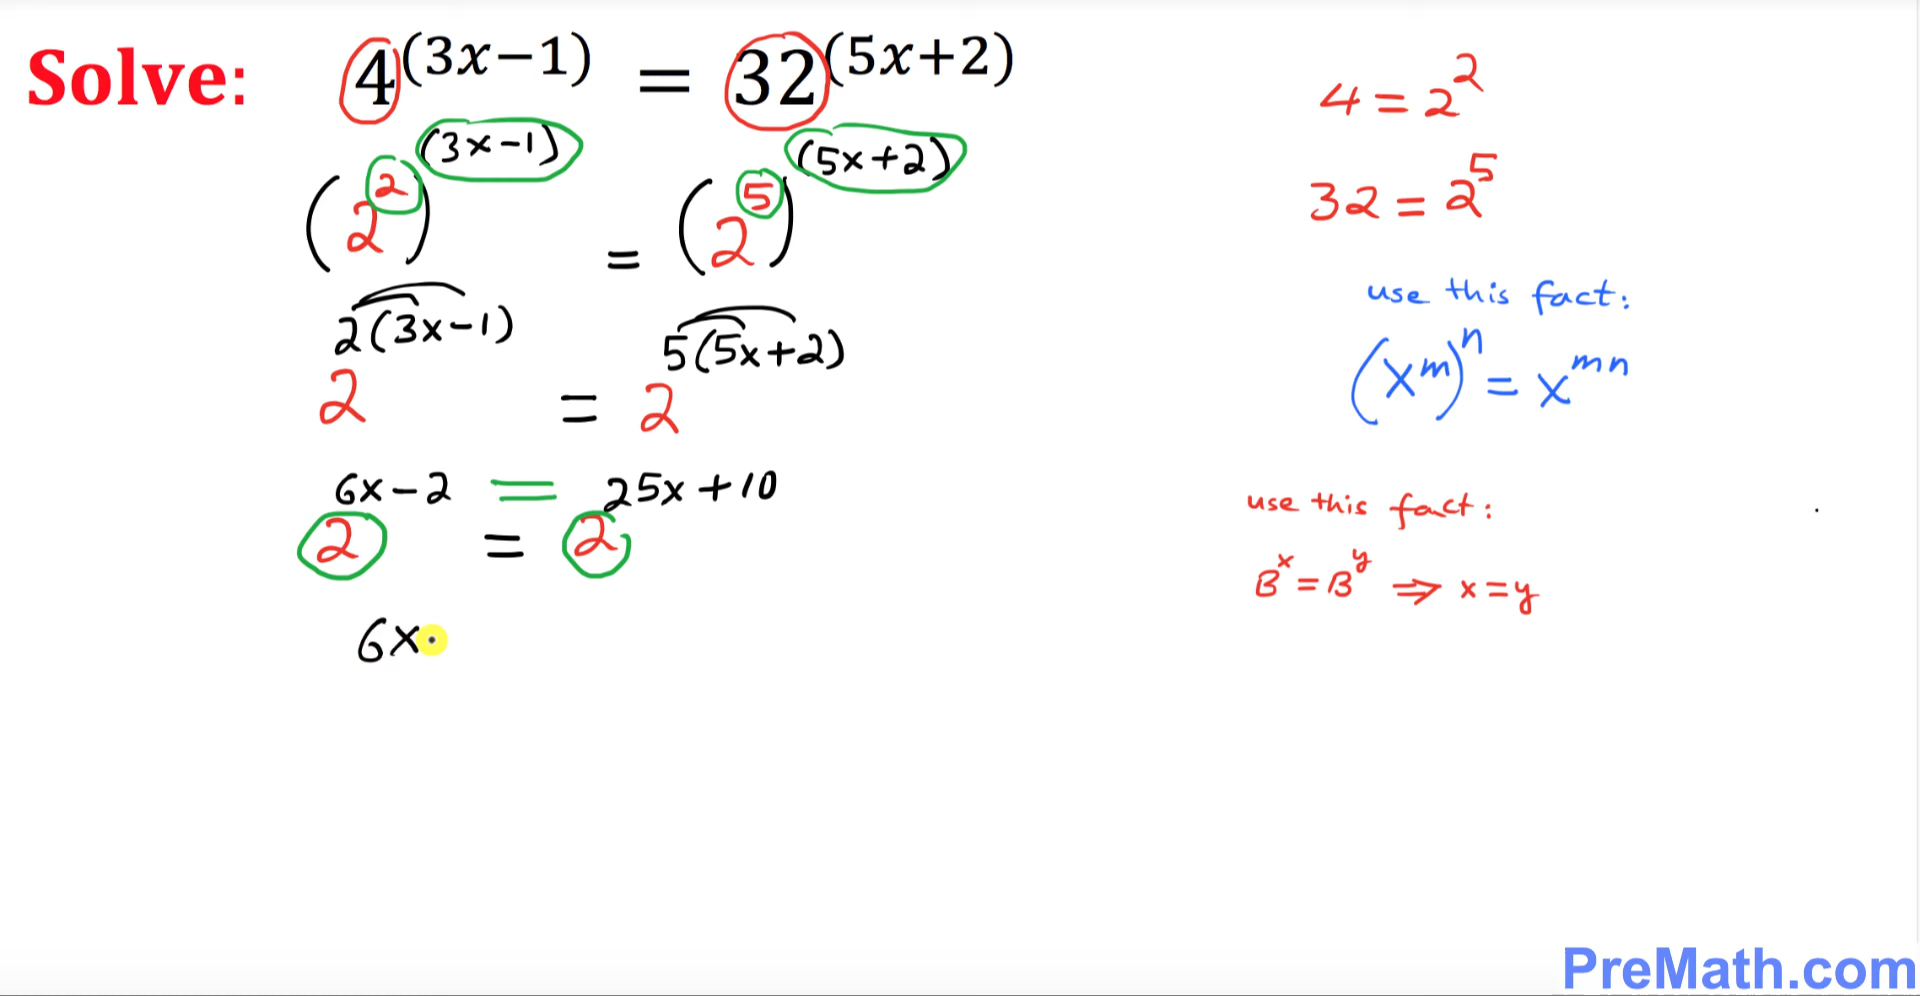 Solve: 4^(3x−1) = 32^(5x+2)
(2^2)^(3x−1) = (2^5)^(5x+2)
2^2(3x−1) = 2^5(5x+2)
2^6x−2 = 2^25x+10
6x
4 = 2^2
32 = 2^5
use this fact:
(x^m)^n = x^mn
use this fact:
B^x = B^y ⇒ x = y
PreMath.com